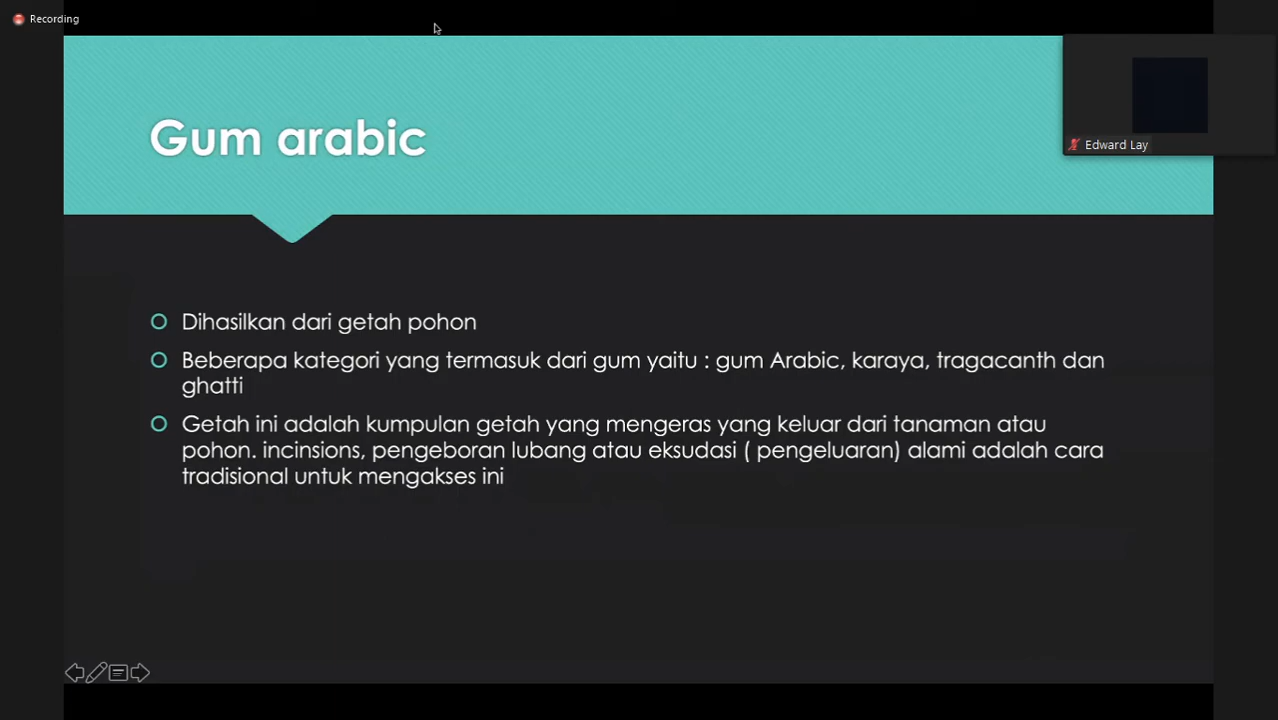 Recording
Edward Lay
Gum arabic
Dihasilkan dari getah pohon
Beberapa kategori yang termasuk dari gum yaitu : gum Arabic, karaya, tragacanth dan
ghatti
Getah ini adalah kumpulan getah yang mengeras yang keluar dari tanaman atau
pohon. incinsions, pengeboran lubang atau eksudasi ( pengeluaran) alami adalah cara
tradisional untuk mengakses ini